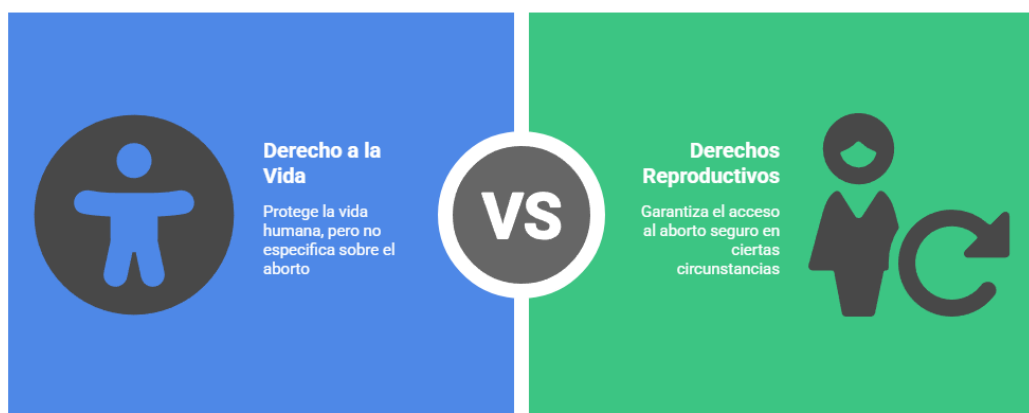 Derecho a la
Vida
Protege la vida
humana, pero no
especifica sobre el
aborto
VS
Derechos
Reproductivos
Garantiza el acceso
al aborto seguro en
ciertas
circunstancias